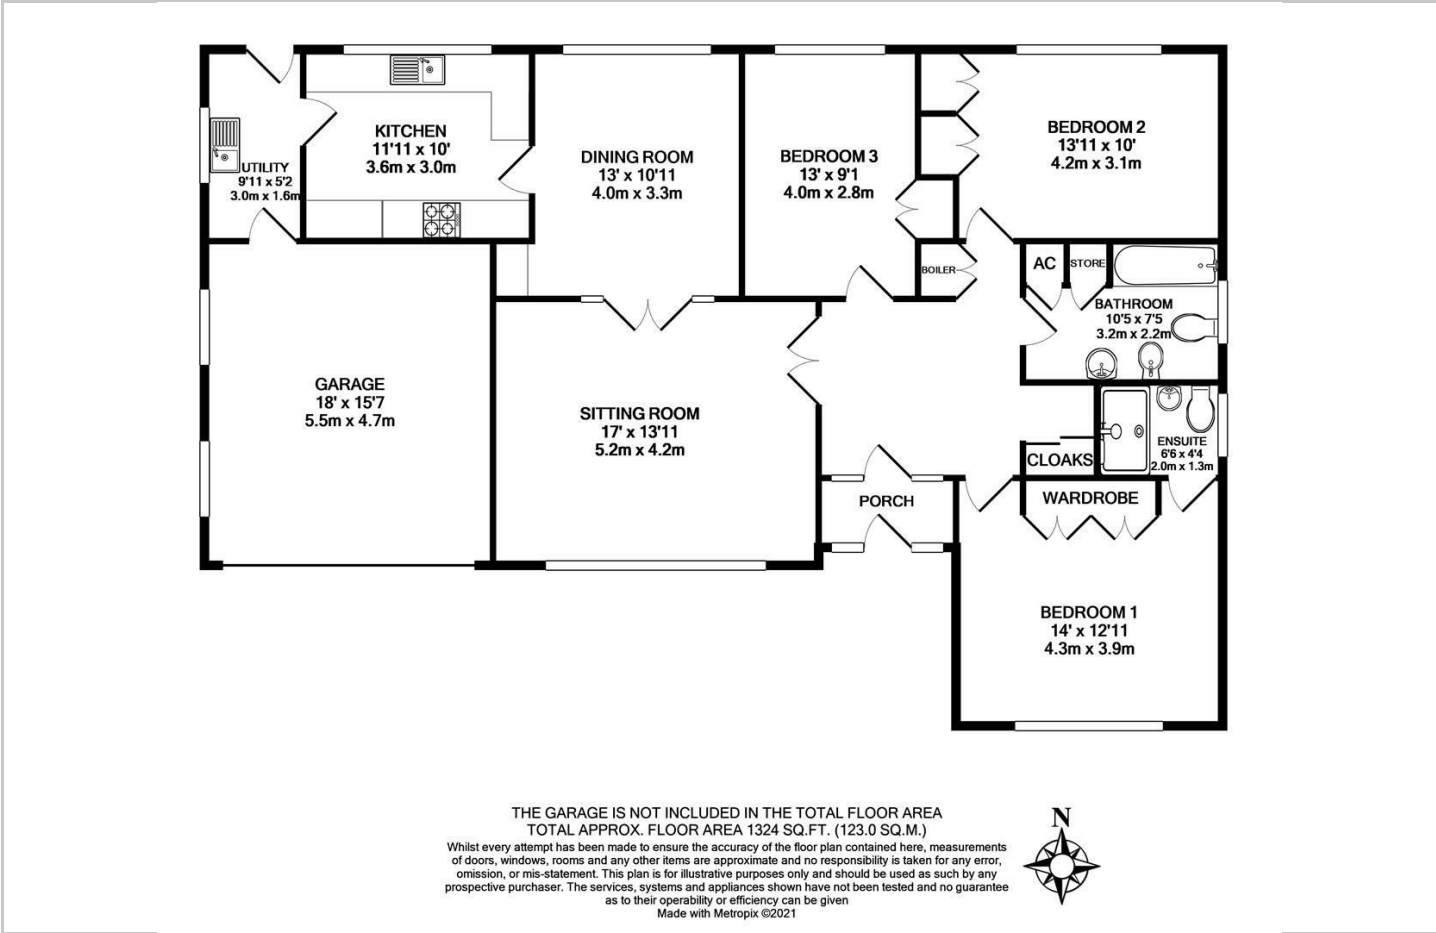 KITCHEN
11'11 x 10'
3.6m x 3.0m
UTILITY
9'11 x 5'2
3.0m x 1.6m
DINING ROOM
13' x 10'11
4.0m x 3.3m
BEDROOM 3
13' x 9'1
4.0m x 2.8m
BEDROOM 2
13'11 x 10'
4.2m x 3.1m
BOILER
AC
STORE
BATHROOM
10'5 x 7'5
3.2m x 2.2m
GARAGE
18' x 15'7
5.5m x 4.7m
SITTING ROOM
17' x 13'11
5.2m x 4.2m
CLOAKS
ENSUITE
6'6 x 4'4
2.0m x 1.3m
PORCH
WARDROBE
BEDROOM 1
14' x 12'11
4.3m x 3.9m
THE GARAGE IS NOT INCLUDED IN THE TOTAL FLOOR AREA
TOTAL APPROX. FLOOR AREA 1324 SQ.FT. (123.0 SQ.M.)
Whilst every attempt has been made to ensure the accuracy of the floor plan contained here, measurements
of doors, windows, rooms and any other items are approximate and no responsibility is taken for any error,
omission, or mis-statement. This plan is for illustrative purposes only and should be used as such by any
prospective purchaser. The services, systems and appliances shown have not been tested and no guarantee
as to their operability or efficiency can be given
Made with Metropix ©2021
N